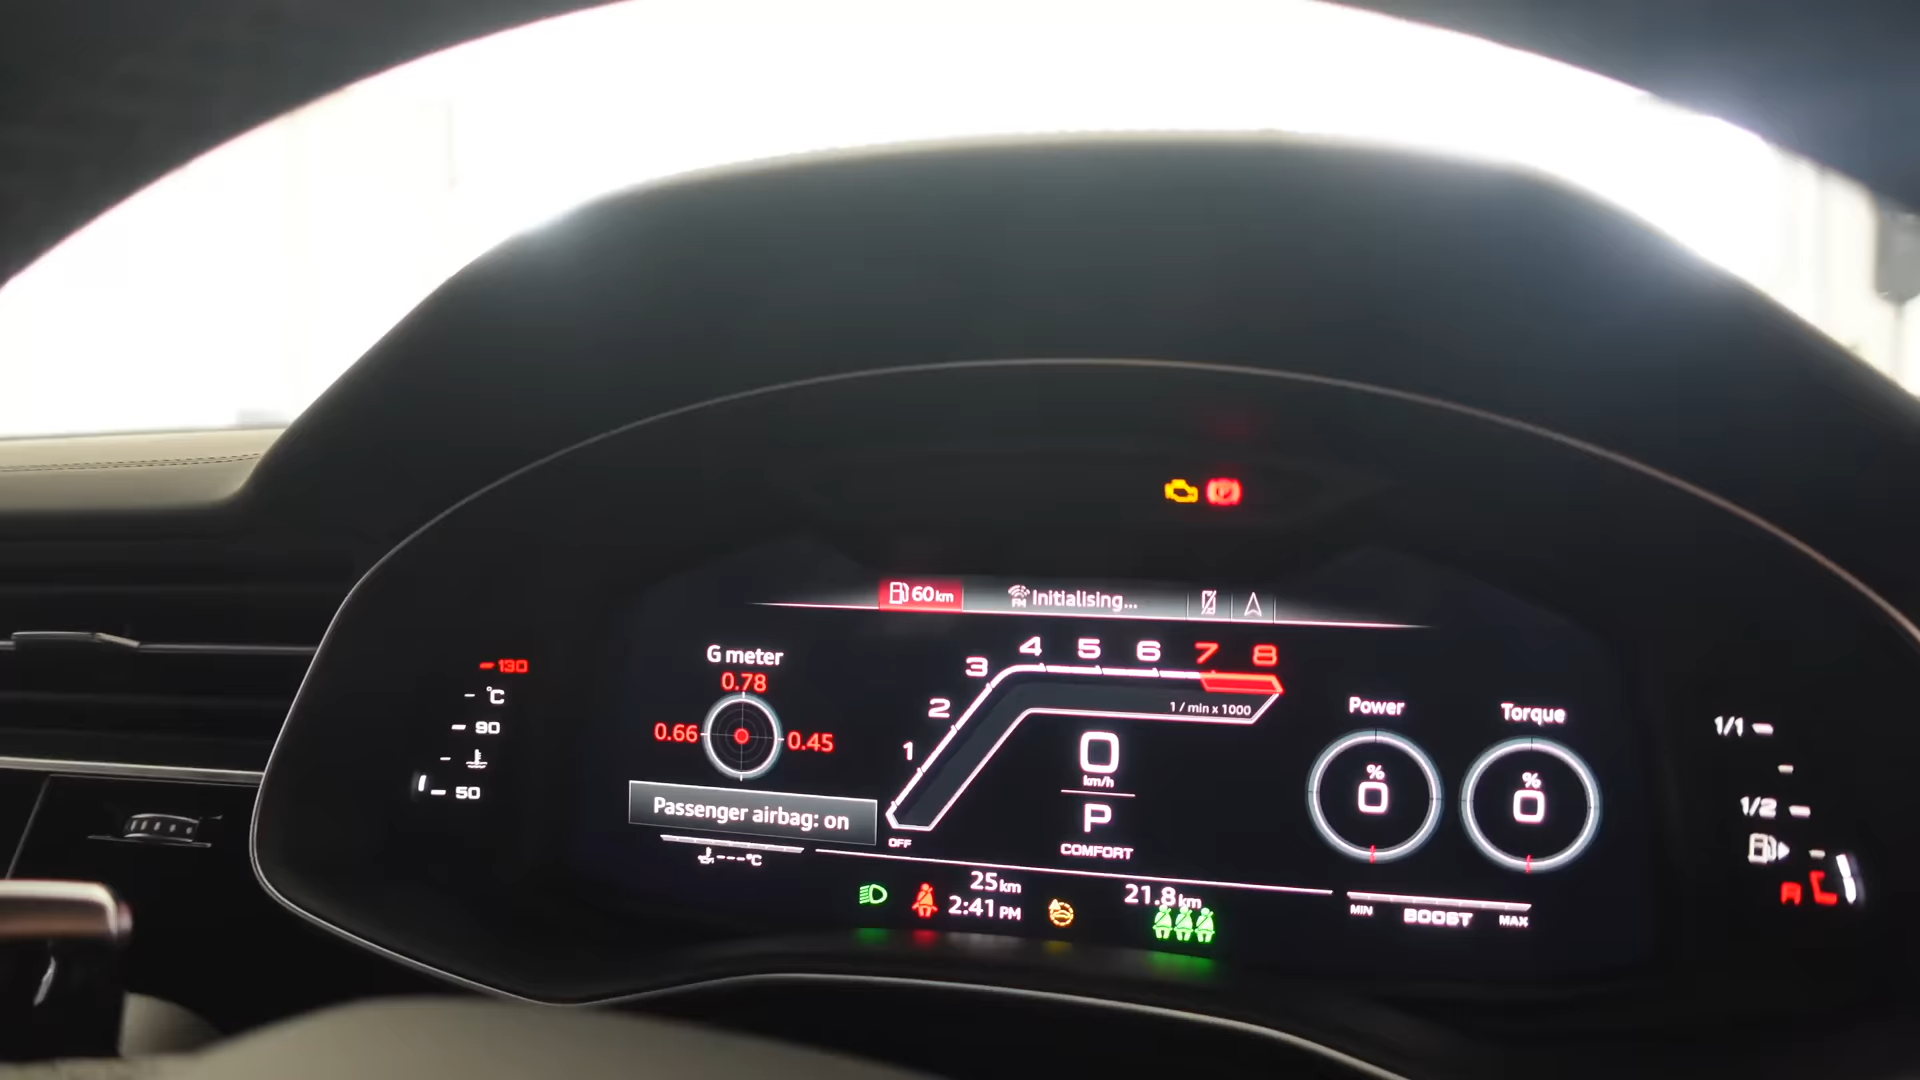 60 km
FM Initialising...
G meter
0.78
0.66
0.45
Passenger airbag: on
---°C
130
°C
90
50
1
2
3
4
5
6
7
8
1 / min x 1000
OFF
0
km/h
P
COMFORT
Power
%
0
Torque
%
0
MIN BOOST MAX
1/1
1/2
R
25 km
2:41 PM
21.8 km
P